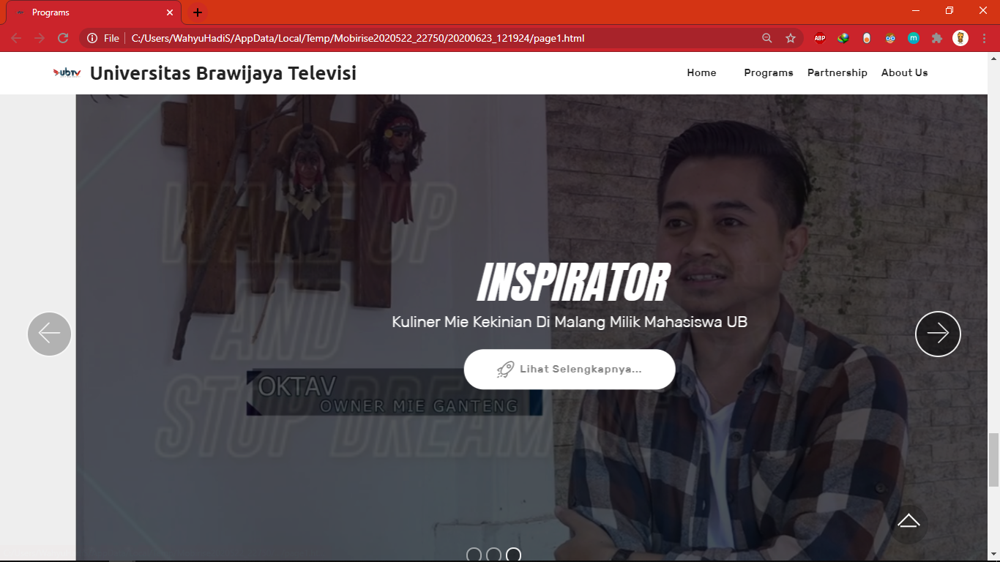 Programs
File
C:/Users/WahyuHadiS/AppData/Local/Temp/Mobirise2020522_22750/20200623_121924/page1.html
ABP
m
UBTV
Universitas Brawijaya Televisi
Home
Programs
Partnership
About Us
WAKE UP
AND
STOP DREAM
INSPIRATOR
Kuliner Mie Kekinian Di Malang Milik Mahasiswa UB
Lihat Selengkapnya...
OKTAV
OWNER MIE GANTENG